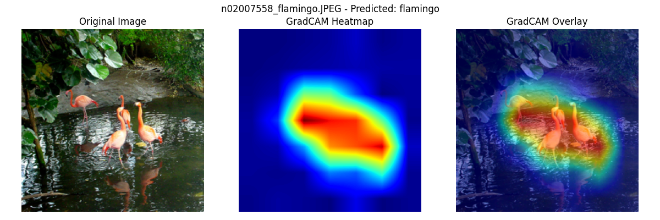 n02007558_flamingo.JPEG - Predicted: flamingo
Original Image
GradCAM Heatmap
GradCAM Overlay